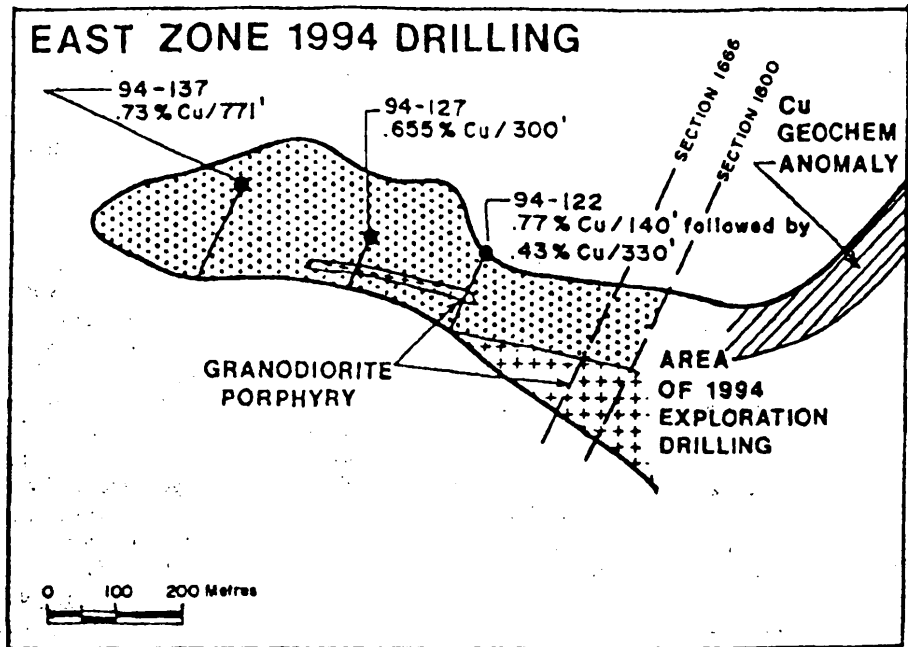 EAST ZONE 1994 DRILLING
94-137
.73% Cu/771'
94-127
.655% Cu/300'
94-122
.77% Cu/140' followed by
.43% Cu/330'
SECTION 1666
SECTION 1600
Cu
GEOCHEM
ANOMALY
GRANODIORITE
PORPHYRY
AREA
OF 1994
EXPLORATION
DRILLING
0 100 200 Metres